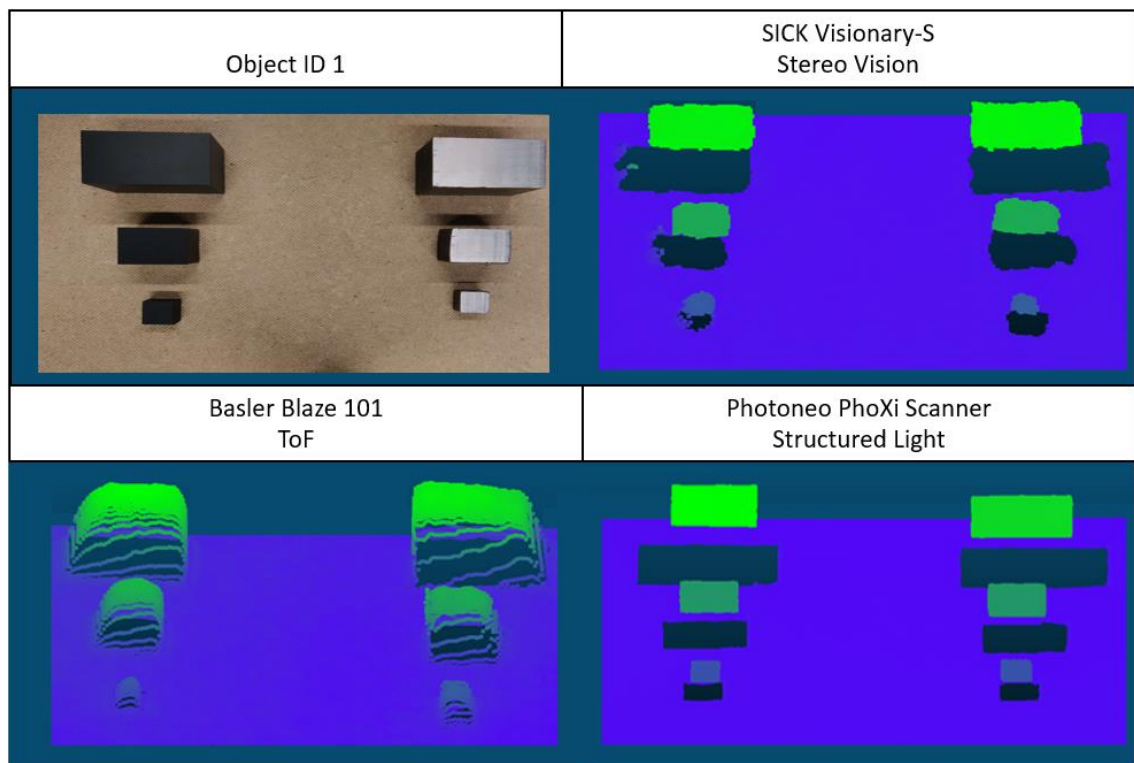 Object ID 1
SICK Visionary-S
Stereo Vision
Basler Blaze 101
ToF
Photoneo PhoXi Scanner
Structured Light